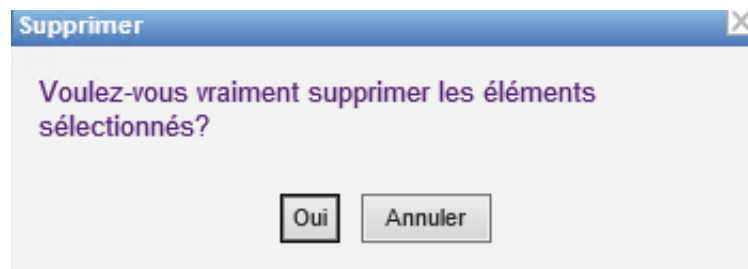 Supprimer
Voulez-vous vraiment supprimer les éléments
sélectionnés?
Oui Annuler